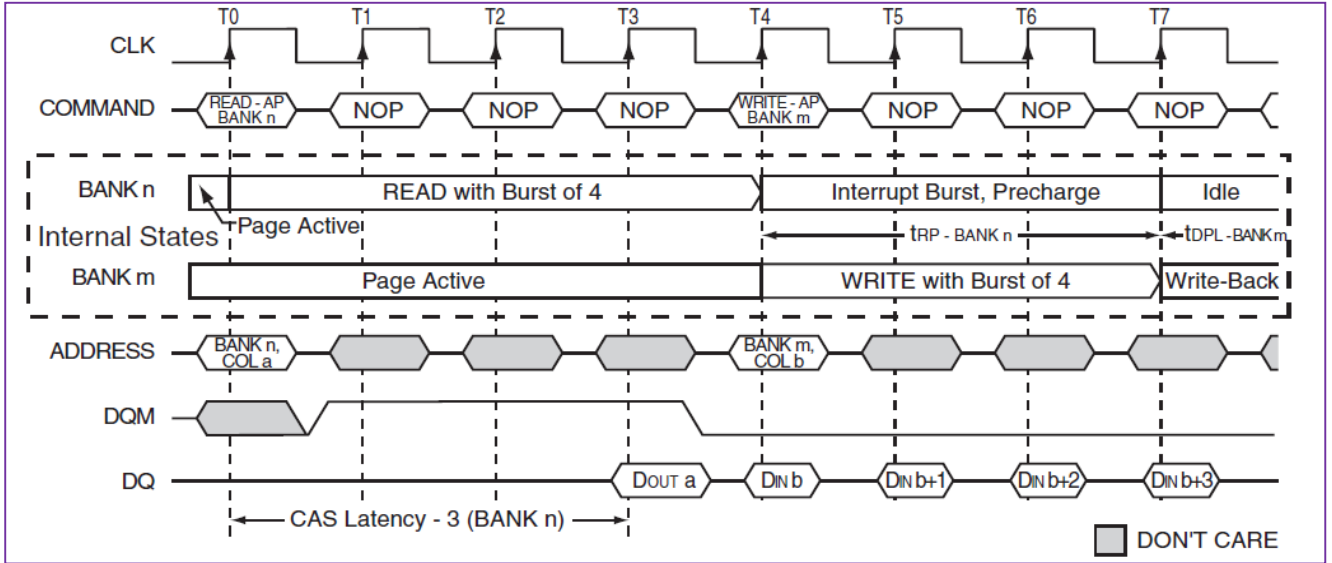 T0 T1 T2 T3 T4 T5 T6 T7
CLK
COMMAND READ - AP BANK n NOP NOP NOP WRITE - AP BANK m NOP NOP NOP
BANK n READ with Burst of 4 Interrupt Burst, Precharge Idle
Page Active
Internal States tRP - BANK n tDPL - BANK m
BANK m Page Active WRITE with Burst of 4 Write-Back
ADDRESS BANK n, COL a BANK m, COL b
DQM
DQ DOUT a DIN b DIN b+1 DIN b+2 DIN b+3
CAS Latency - 3 (BANK n)
DON'T CARE